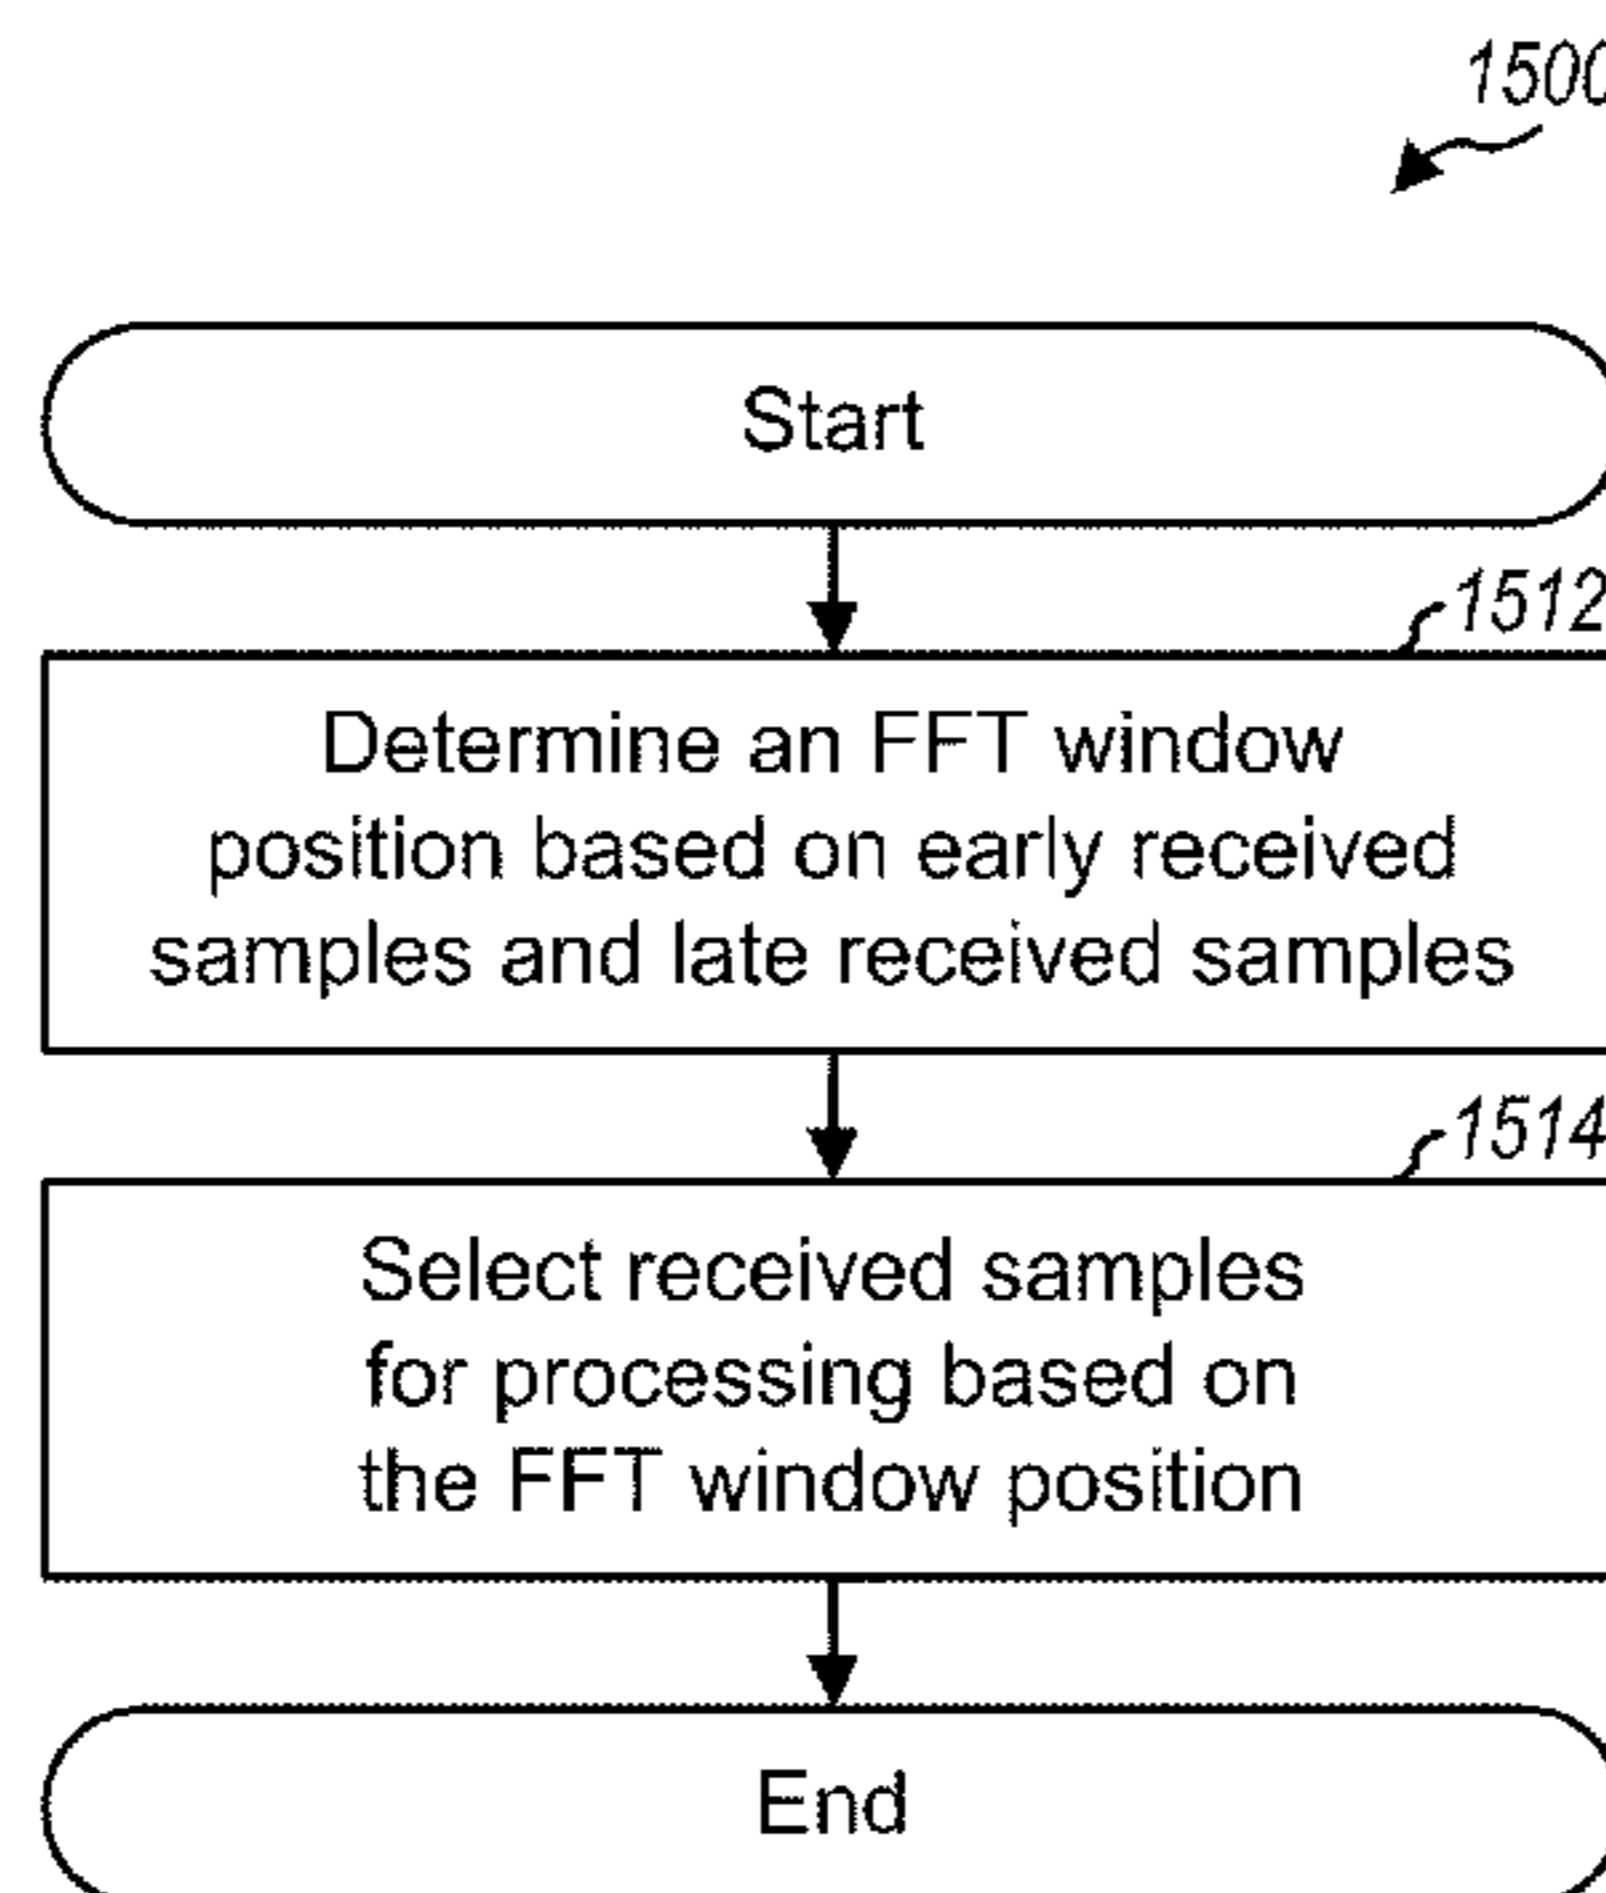 1500
Start
1512
Determine an FFT window
position based on early received
samples and late received samples
1514
Select received samples
for processing based on
the FFT window position
End